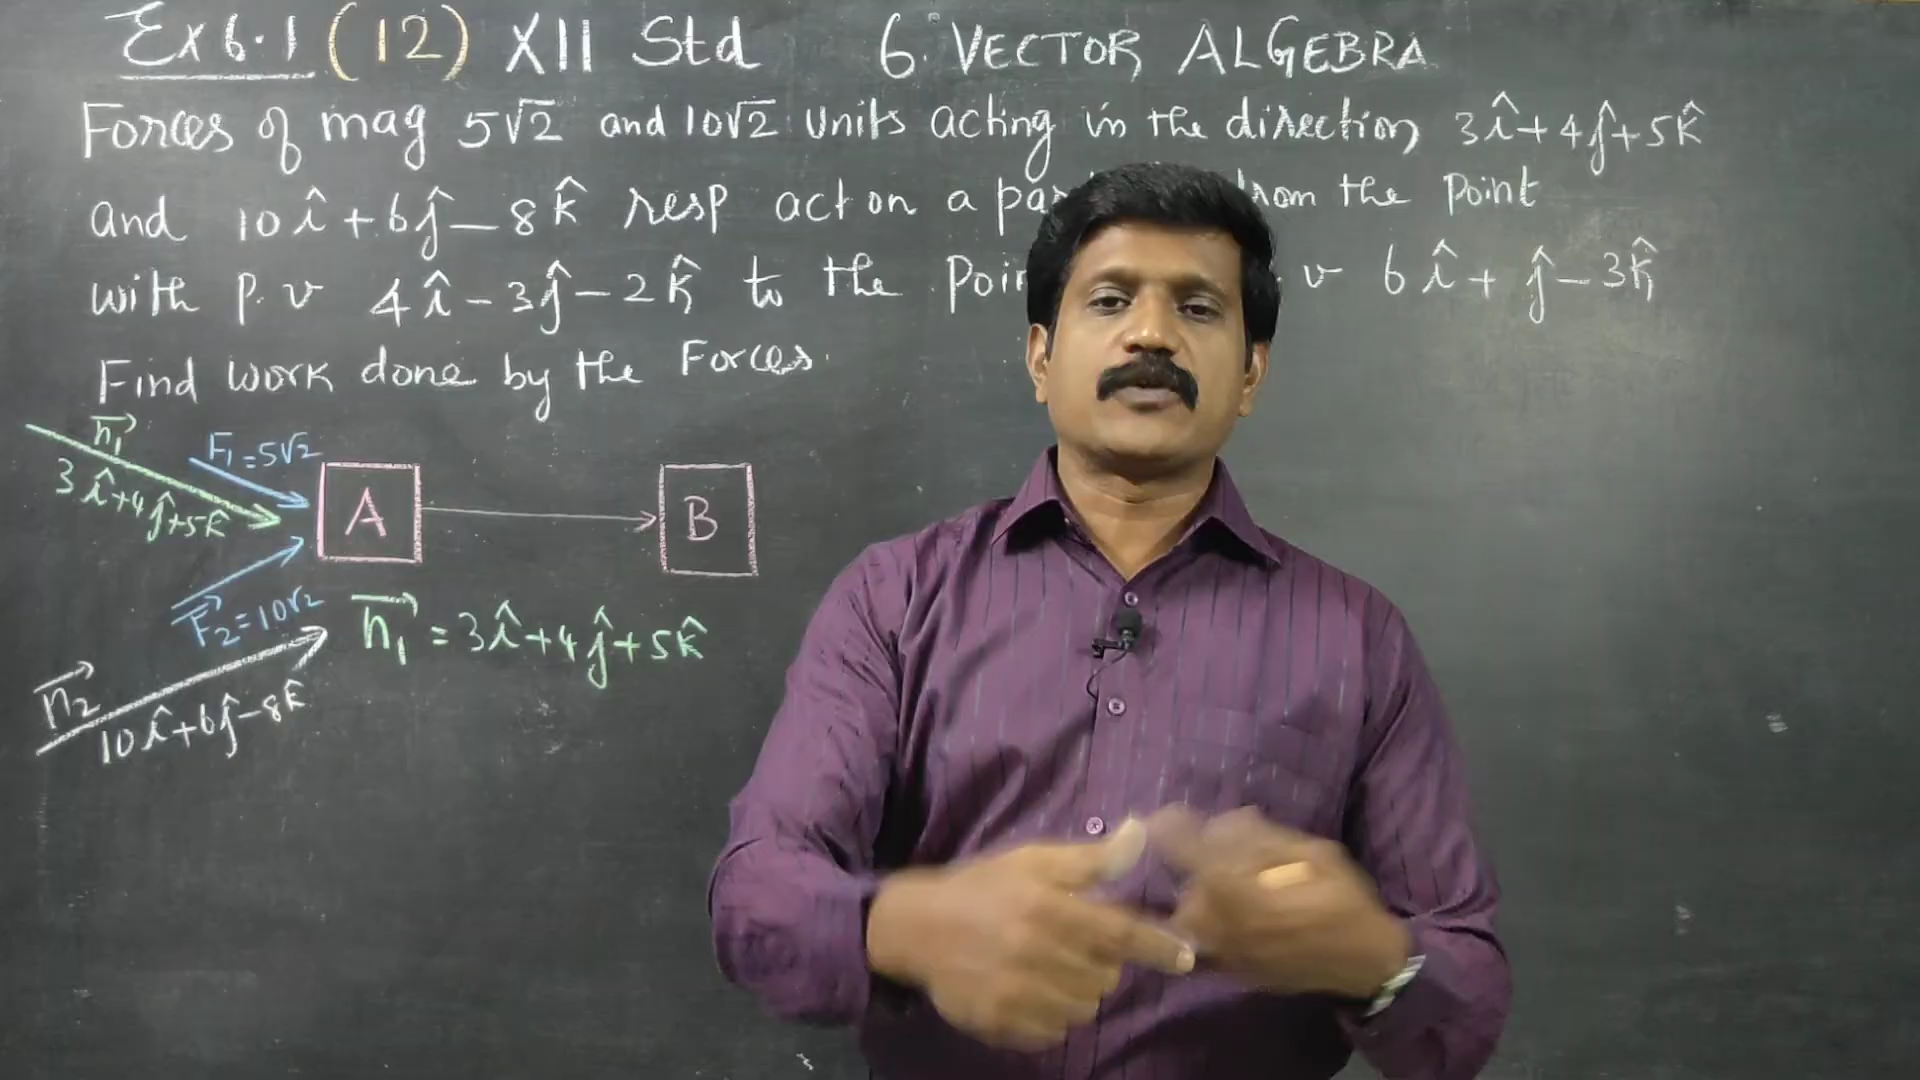 Ex 6.1 (12) XII Std 6. VECTOR ALGEBRA
Forces of mag 5√2 and 10√2 units acting in the direction 3î+4ĵ+5k̂
and 10î+6ĵ-8k̂ resp act on a from the point
with p.v 4î-3ĵ-2k̂ to the v 6î+ĵ-3k̂
Find work done by the Forces.
n₁→
3î+4ĵ+5k̂
F₁=5√2
A
B
F₂→=10√2
n₁→ = 3î+4ĵ+5k̂
n₂→
10î+6ĵ-8k̂